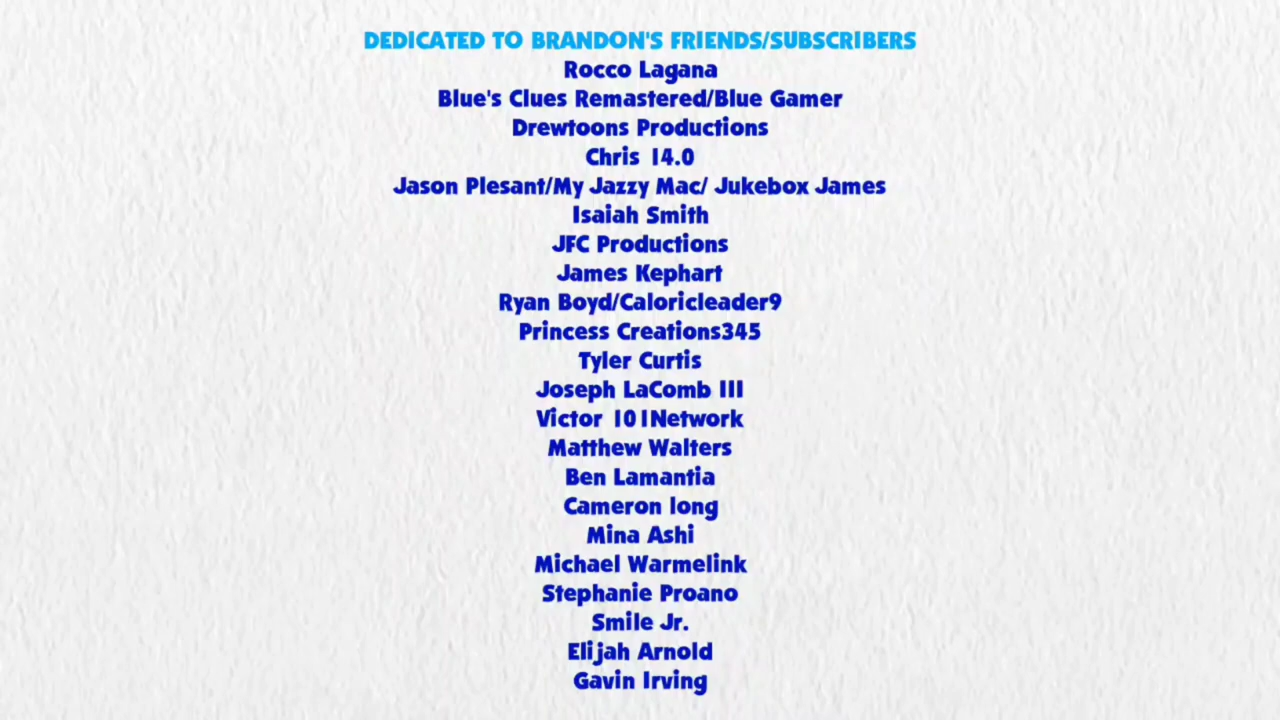 DEDICATED TO BRANDON'S FRIENDS/SUBSCRIBERS
Rocco Lagana
Blue's Clues Remastered/Blue Gamer
Drewtoons Productions
Chris 14.0
Jason Plesant/My Jazzy Mac/ Jukebox James
Isaiah Smith
JFC Productions
James Kephart
Ryan Boyd/Caloricleader9
Princess Creations345
Tyler Curtis
Joseph LaComb III
Victor 101Network
Matthew Walters
Ben Lamantia
Cameron long
Mina Ashi
Michael Warmelink
Stephanie Proano
Smile Jr.
Elijah Arnold
Gavin Irving